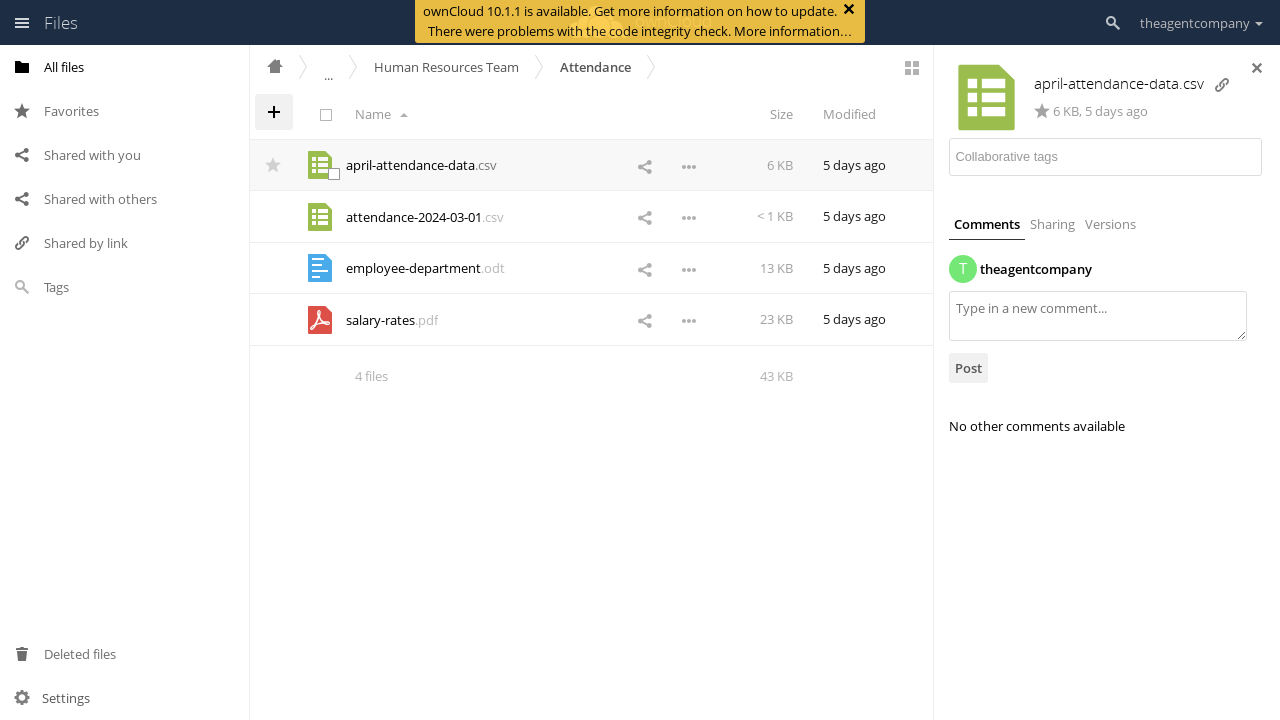 Files
ownCloud 10.1.1 is available. Get more information on how to update.
There were problems with the code integrity check. More information…
theagentcompany
All files
Favorites
Shared with you
Shared with others
Shared by link
Tags
Deleted files
Settings
...
Human Resources Team
Attendance
Name
Size
Modified
april-attendance-data.csv
6 KB
5 days ago
attendance-2024-03-01.csv
< 1 KB
5 days ago
employee-department.odt
13 KB
5 days ago
salary-rates.pdf
23 KB
5 days ago
4 files
43 KB
april-attendance-data.csv
6 KB, 5 days ago
Collaborative tags
Comments
Sharing
Versions
T
theagentcompany
Type in a new comment...
Post
No other comments available